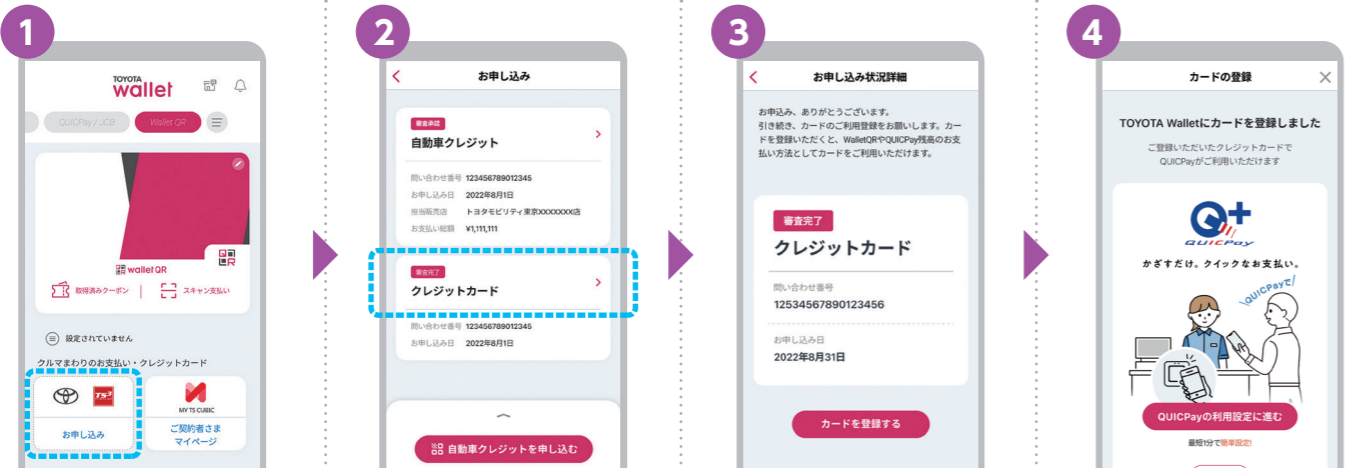 1
TOYOTA
wallet
QUICPay / JCB
Wallet QR
wallet QR
取得済みクーポン
スキャン支払い
設定されていません
クルマまわりのお支払い・クレジットカード
TS3
お申し込み
MY TS CUBIC
ご契約者さま
マイページ
2
お申し込み
審査承認
自動車クレジット
問い合わせ番号 123456789012345
お申し込み日 2022年8月1日
担当販売店 トヨタモビリティ東京XXXXXXX店
お支払い総額 ¥1,111,111
審査完了
クレジットカード
問い合わせ番号 123456789012345
お申し込み日 2022年8月1日
自動車クレジットを申し込む
3
お申し込み状況詳細
お申込み、ありがとうございます。
引き続き、カードのご利用登録をお願いします。カー
ドを登録いただくと、WalletQRやQUICPay残高のお支
払い方法としてカードをご利用いただけます。
審査完了
クレジットカード
問い合わせ番号
12534567890123456
お申し込み日
2022年8月31日
カードを登録する
4
カードの登録
TOYOTA Walletにカードを登録しました
ご登録いただいたクレジットカードで
QUICPayがご利用いただけます
Q+
QUICPay
かざすだけ。クイックなお支払い。
QUICPayで
QUICPayの利用設定に進む
最短1分で簡単設定!